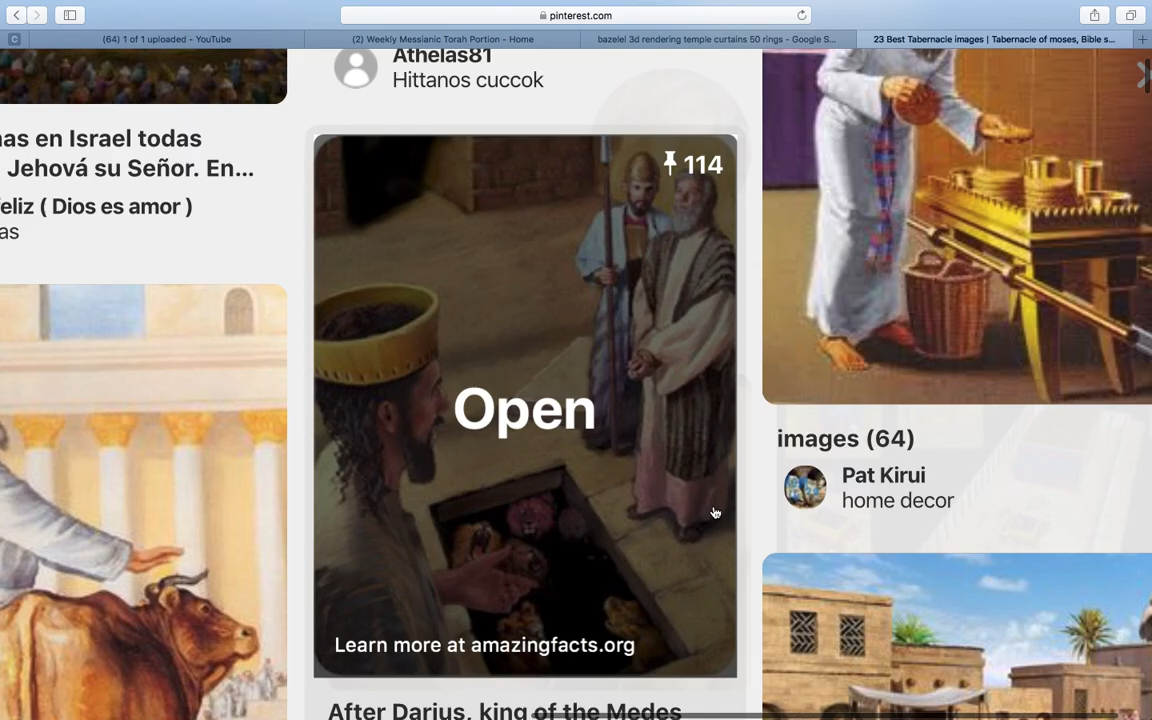 pinterest.com
C
(64) 1 of 1 uploaded - YouTube
(2) Weekly Messianic Torah Portion - Home
bazelel 3d rendering temple curtains 50 rings - Google S...
23 Best Tabernacle images | Tabernacle of moses, Bible s...
nas en Israel todas
Jehová su Señor. En...
eliz ( Dios es amor )
as
Athelas81
Hittanos cuccok
114
Open
Learn more at amazingfacts.org
After Darius, king of the Medes
images (64)
Pat Kirui
home decor